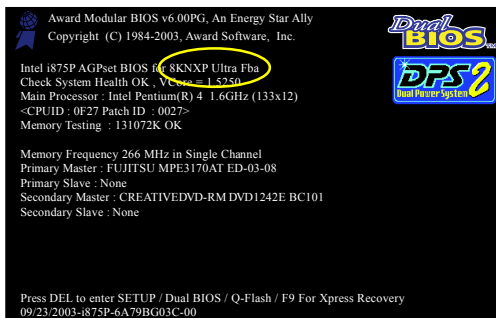 Award Modular BIOS v6.00PG, An Energy Star Ally
Copyright (C) 1984-2003, Award Software, Inc.
Dual
BIOS
TM
DPS2
Dual Power System
Intel i875P AGPset BIOS for 8KNXP Ultra Fba
Check System Health OK , VCore = 1.5250
Main Processor : Intel Pentium(R) 4 1.6GHz (133x12)
<CPUID : 0F27 Patch ID : 0027>
Memory Testing : 131072K OK
Memory Frequency 266 MHz in Single Channel
Primary Master : FUJITSU MPE3170AT ED-03-08
Primary Slave : None
Secondary Master : CREATIVEDVD-RM DVD1242E BC101
Secondary Slave : None
Press DEL to enter SETUP / Dual BIOS / Q-Flash / F9 For Xpress Recovery
09/23/2003-i875P-6A79BG03C-00